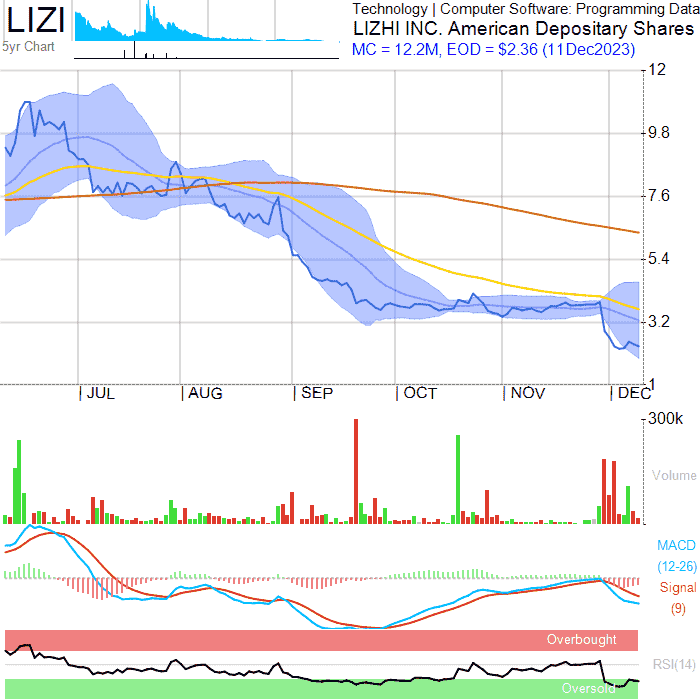 LIZI
5yr Chart
Technology | Computer Software: Programming Data
LIZHI INC. American Depositary Shares
MC = 12.2M, EOD = $2.36 (11Dec2023)
12
9.8
7.6
5.4
3.2
1
JUL AUG SEP OCT NOV DEC
300k
Volume
MACD
(12-26)
Signal
(9)
Overbought
RSI(14)
Oversold